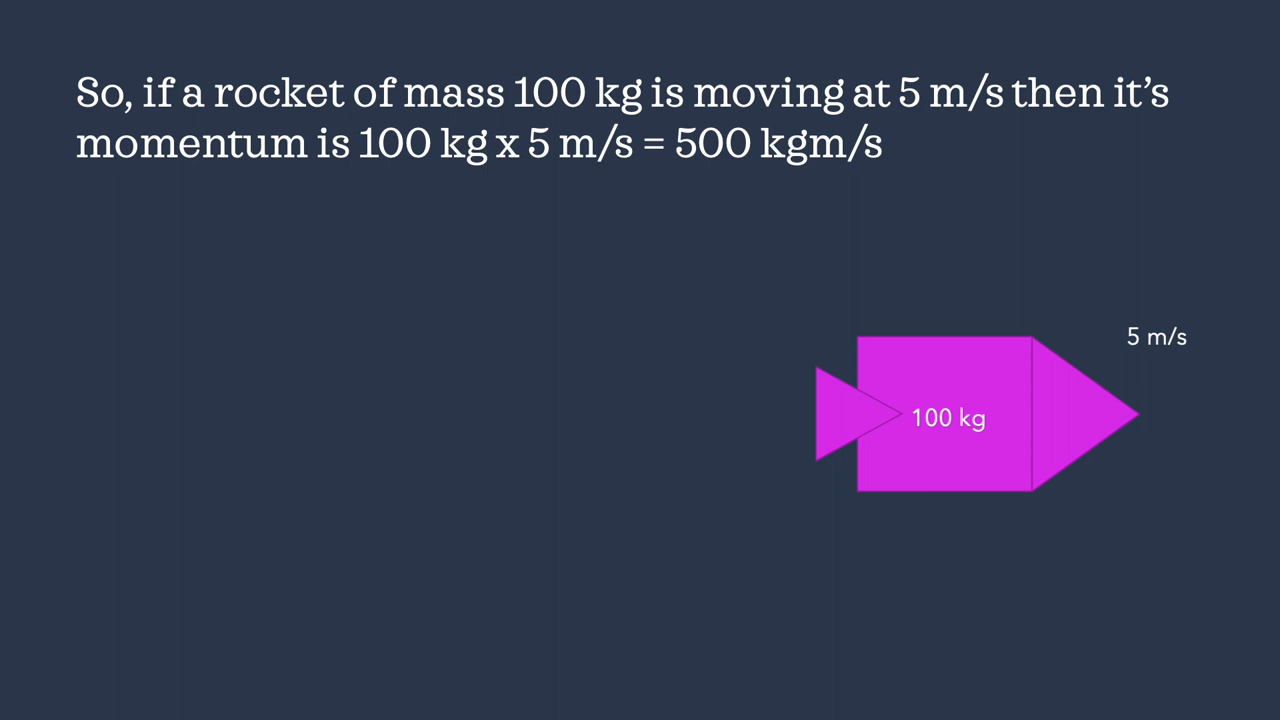 So, if a rocket of mass 100 kg is moving at 5 m/s then it’s
momentum is 100 kg x 5 m/s = 500 kgm/s
5 m/s
100 kg